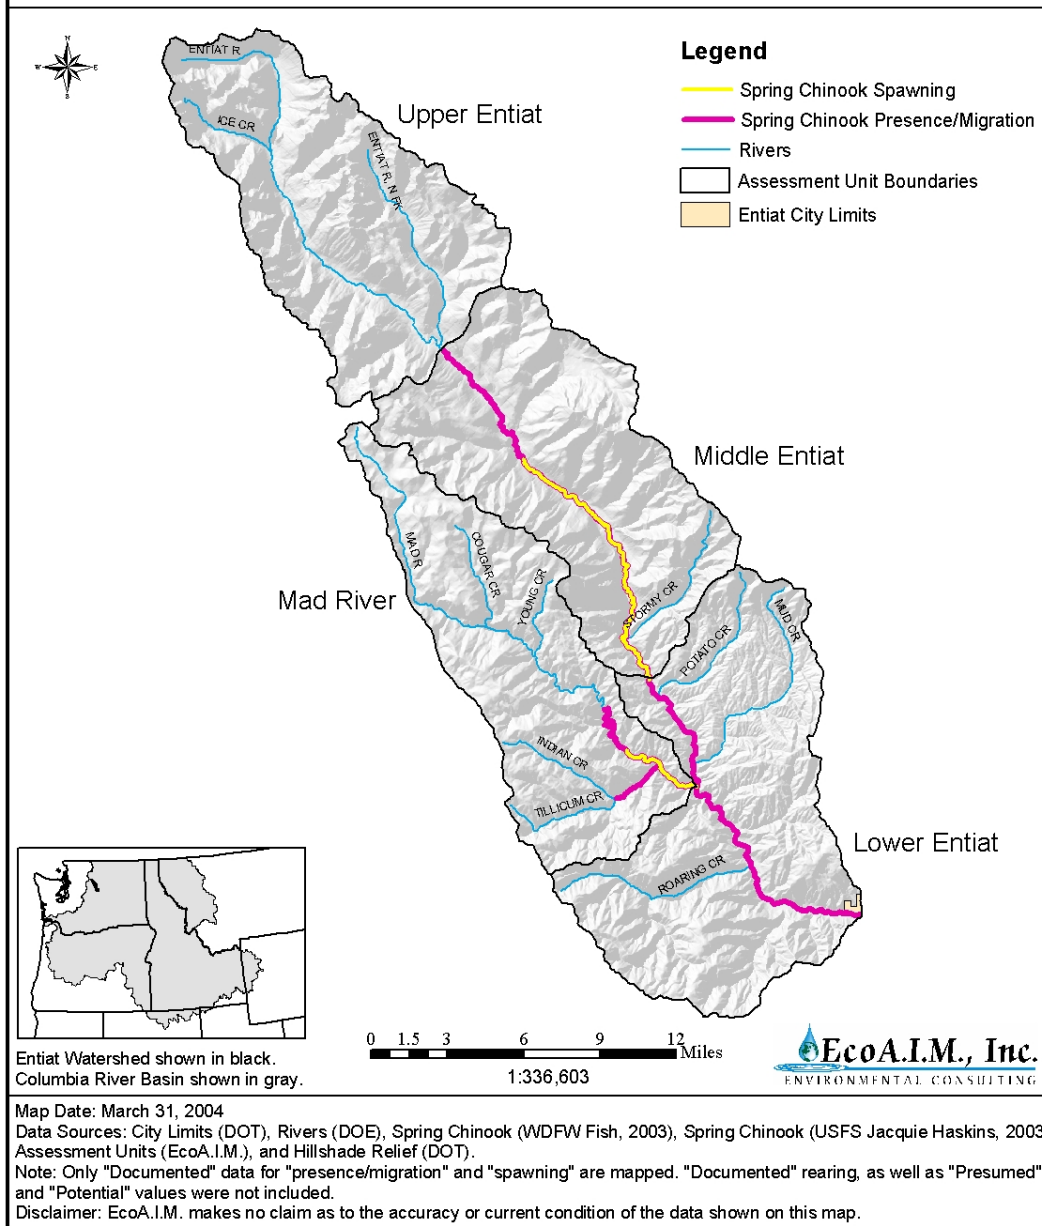 Legend
Spring Chinook Spawning
Spring Chinook Presence/Migration
Rivers
Assessment Unit Boundaries
Entiat City Limits
N
W
E
S
ENTIAT R
ICE CR
ENTIAT R, N FK
Upper Entiat
Middle Entiat
Mad River
MAD R
COUGAR CR
YOUNG CR
STORMY CR
POTATO CR
MUD CR
INDIAN CR
TILLICUM CR
ROARING CR
Lower Entiat
Entiat Watershed shown in black.
Columbia River Basin shown in gray.
0 1.5 3 6 9 12
Miles
1:336,603
EcoA.I.M., Inc.
ENVIRONMENTAL CONSULTING
Map Date: March 31, 2004
Data Sources: City Limits (DOT), Rivers (DOE), Spring Chinook (WDFW Fish, 2003), Spring Chinook (USFS Jacquie Haskins, 2003
Assessment Units (EcoA.I.M.), and Hillshade Relief (DOT).
Note: Only "Documented" data for "presence/migration" and "spawning" are mapped. "Documented" rearing, as well as "Presumed"
and "Potential" values were not included.
Disclaimer: EcoA.I.M. makes no claim as to the accuracy or current condition of the data shown on this map.